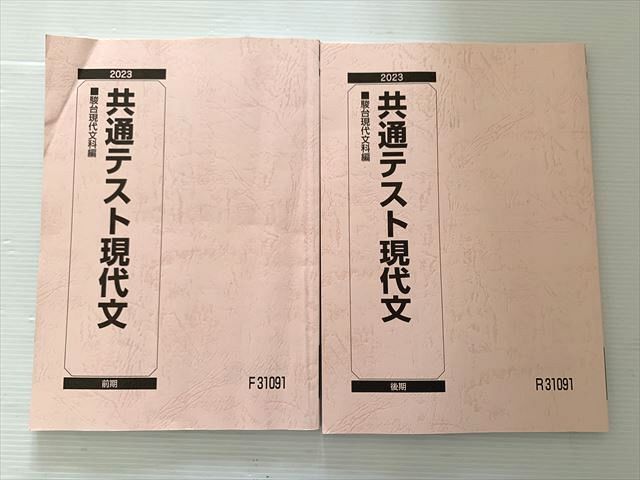 2023
共通テスト現代文
■駿台現代文科編
前期
F31091
2023
共通テスト現代文
■駿台現代文科編
後期
R31091